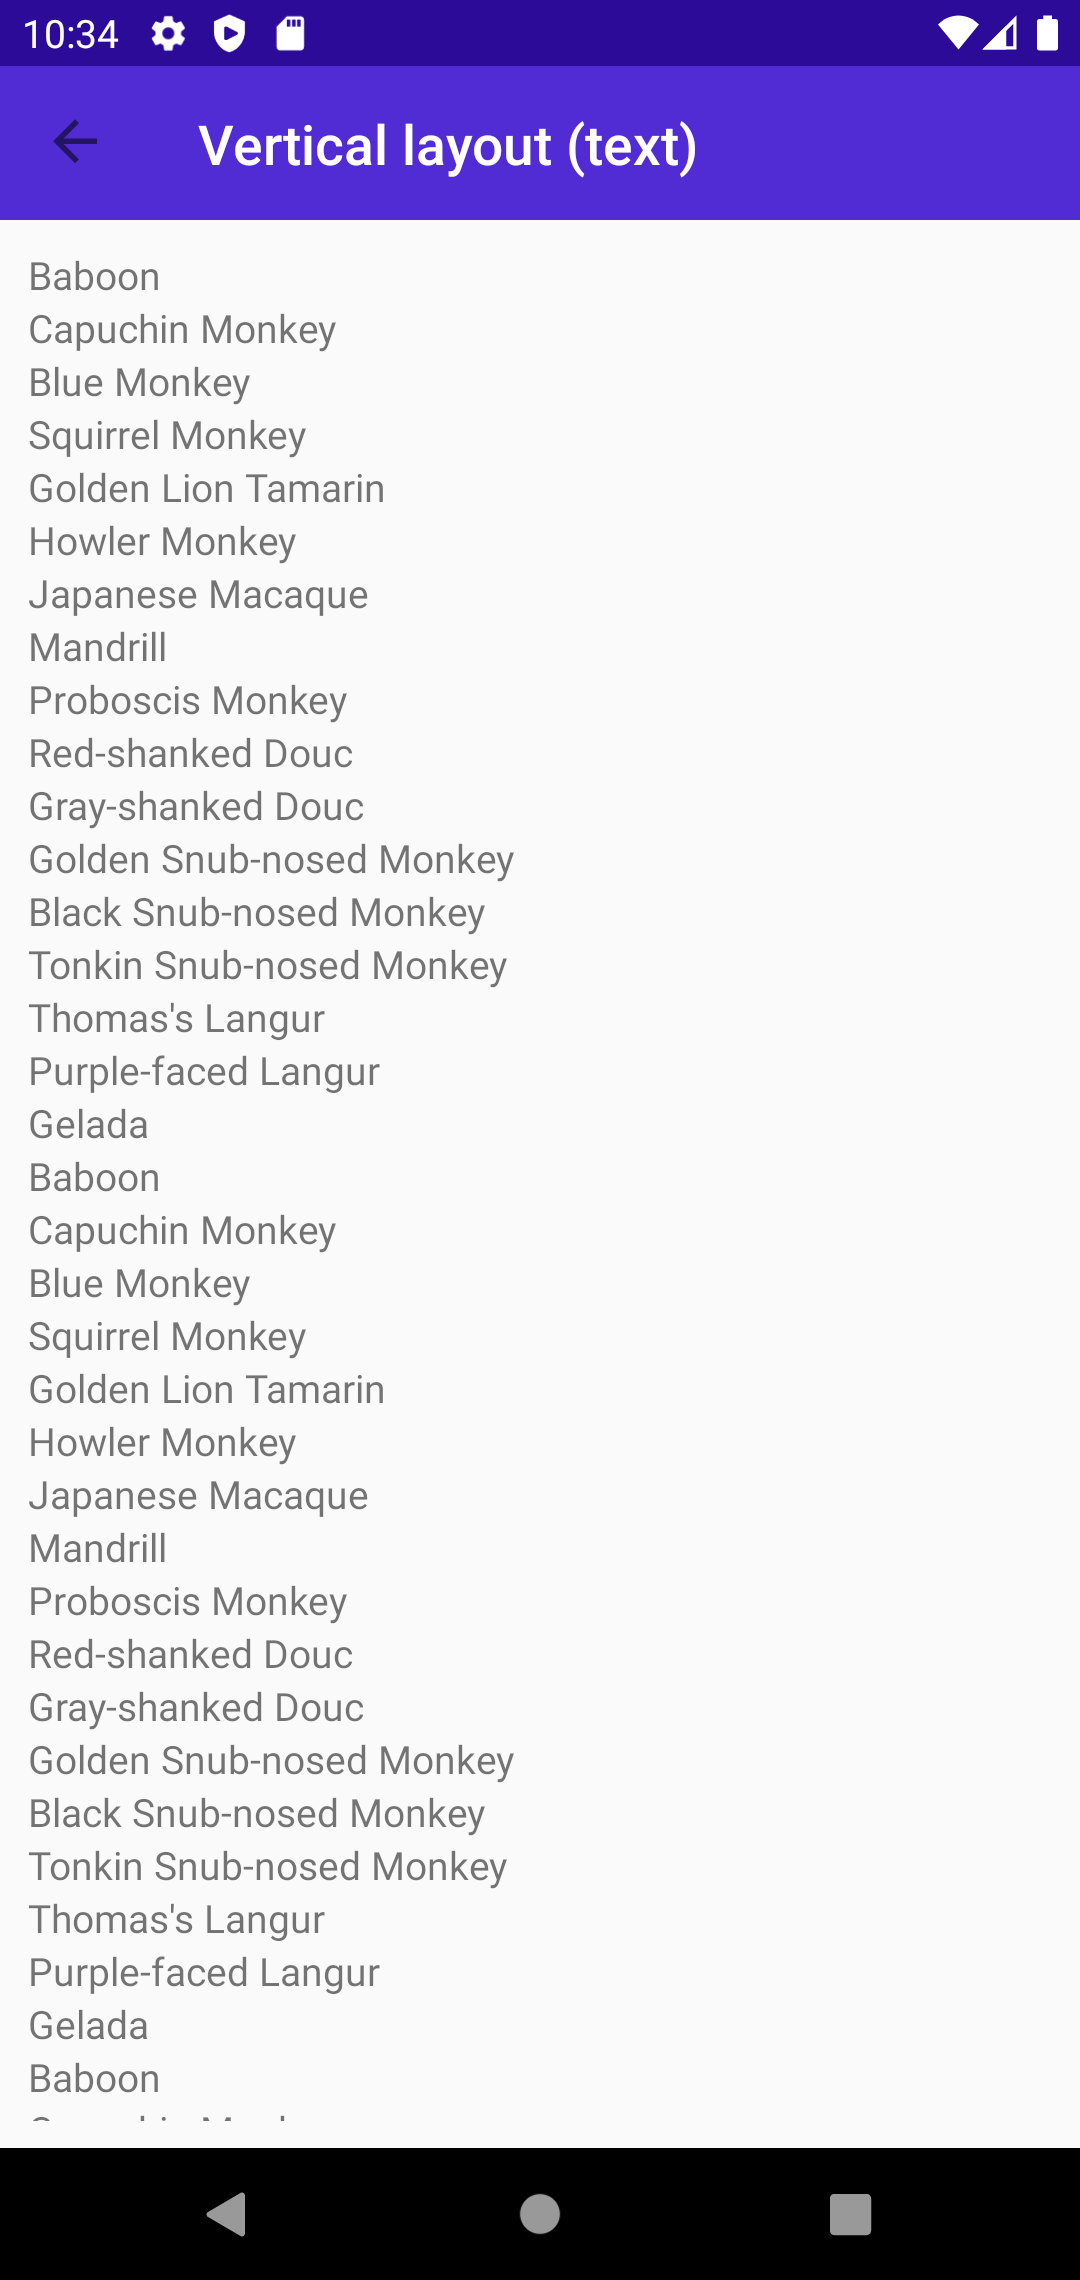 10:34
Vertical layout (text)
Baboon
Capuchin Monkey
Blue Monkey
Squirrel Monkey
Golden Lion Tamarin
Howler Monkey
Japanese Macaque
Mandrill
Proboscis Monkey
Red-shanked Douc
Gray-shanked Douc
Golden Snub-nosed Monkey
Black Snub-nosed Monkey
Tonkin Snub-nosed Monkey
Thomas's Langur
Purple-faced Langur
Gelada
Baboon
Capuchin Monkey
Blue Monkey
Squirrel Monkey
Golden Lion Tamarin
Howler Monkey
Japanese Macaque
Mandrill
Proboscis Monkey
Red-shanked Douc
Gray-shanked Douc
Golden Snub-nosed Monkey
Black Snub-nosed Monkey
Tonkin Snub-nosed Monkey
Thomas's Langur
Purple-faced Langur
Gelada
Baboon